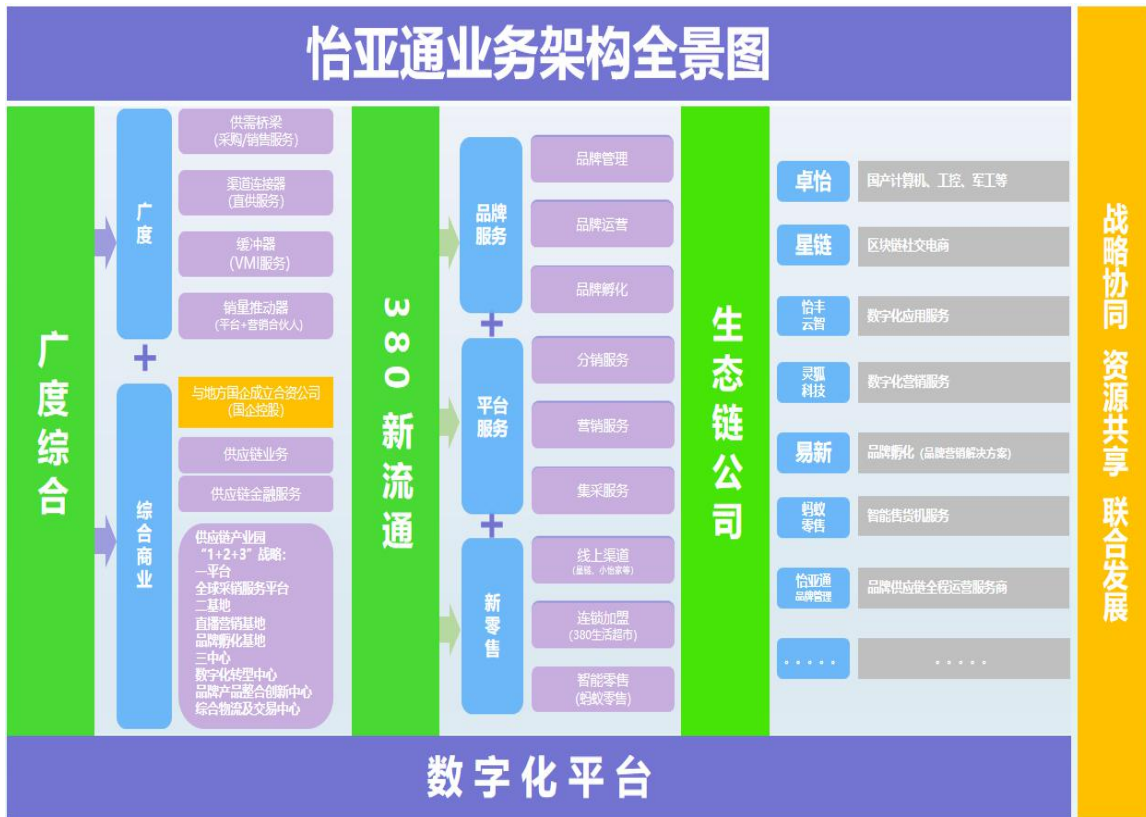 怡亚通业务架构全景图
广度综合
广度
供需桥梁
(采购/销售服务)
渠道连接器
(直供服务)
缓冲器
(VMI服务)
销量推动器
(平台+营销合伙人)
+
综合商业
与地方国企成立合资公司
(国企控股)
供应链业务
供应链金融服务
供应链产业园
“1+2+3”战略:
一平台
全球采销服务平台
二基地
直播营销基地
品牌孵化基地
三中心
数字化转型中心
品牌产品整合创新中心
综合物流及交易中心
380新流通
品牌
服务
品牌管理
品牌运营
品牌孵化
+
平台
服务
分销服务
营销服务
集采服务
+
新零售
线上渠道
(星链、小怡家等)
连锁加盟
(380生活超市)
智能零售
(蚂蚁零售)
生态链公司
卓怡
国产计算机、工控、军工等
星链
区块链社交电商
怡丰
云智
数字化应用服务
灵狐
科技
数字化营销服务
易新
品牌孵化 (品牌营销解决方案)
蚂蚁
零售
智能售货机服务
怡亚通
品牌管理
品牌供应链全程运营服务商
. . . . .
. . . . .
战略协同 资源共享 联合发展
数字化平台